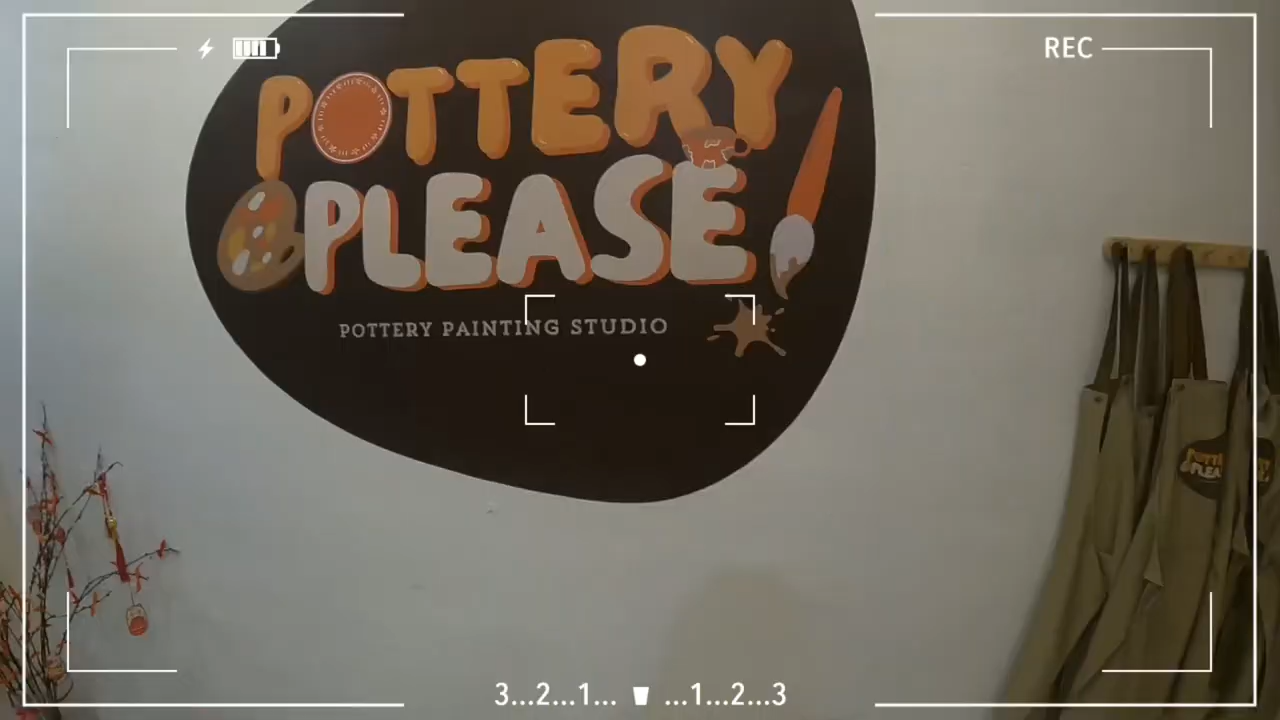 REC
POTTERY
PLEASE
POTTERY PAINTING STUDIO
3...2...1... ...1...2...3